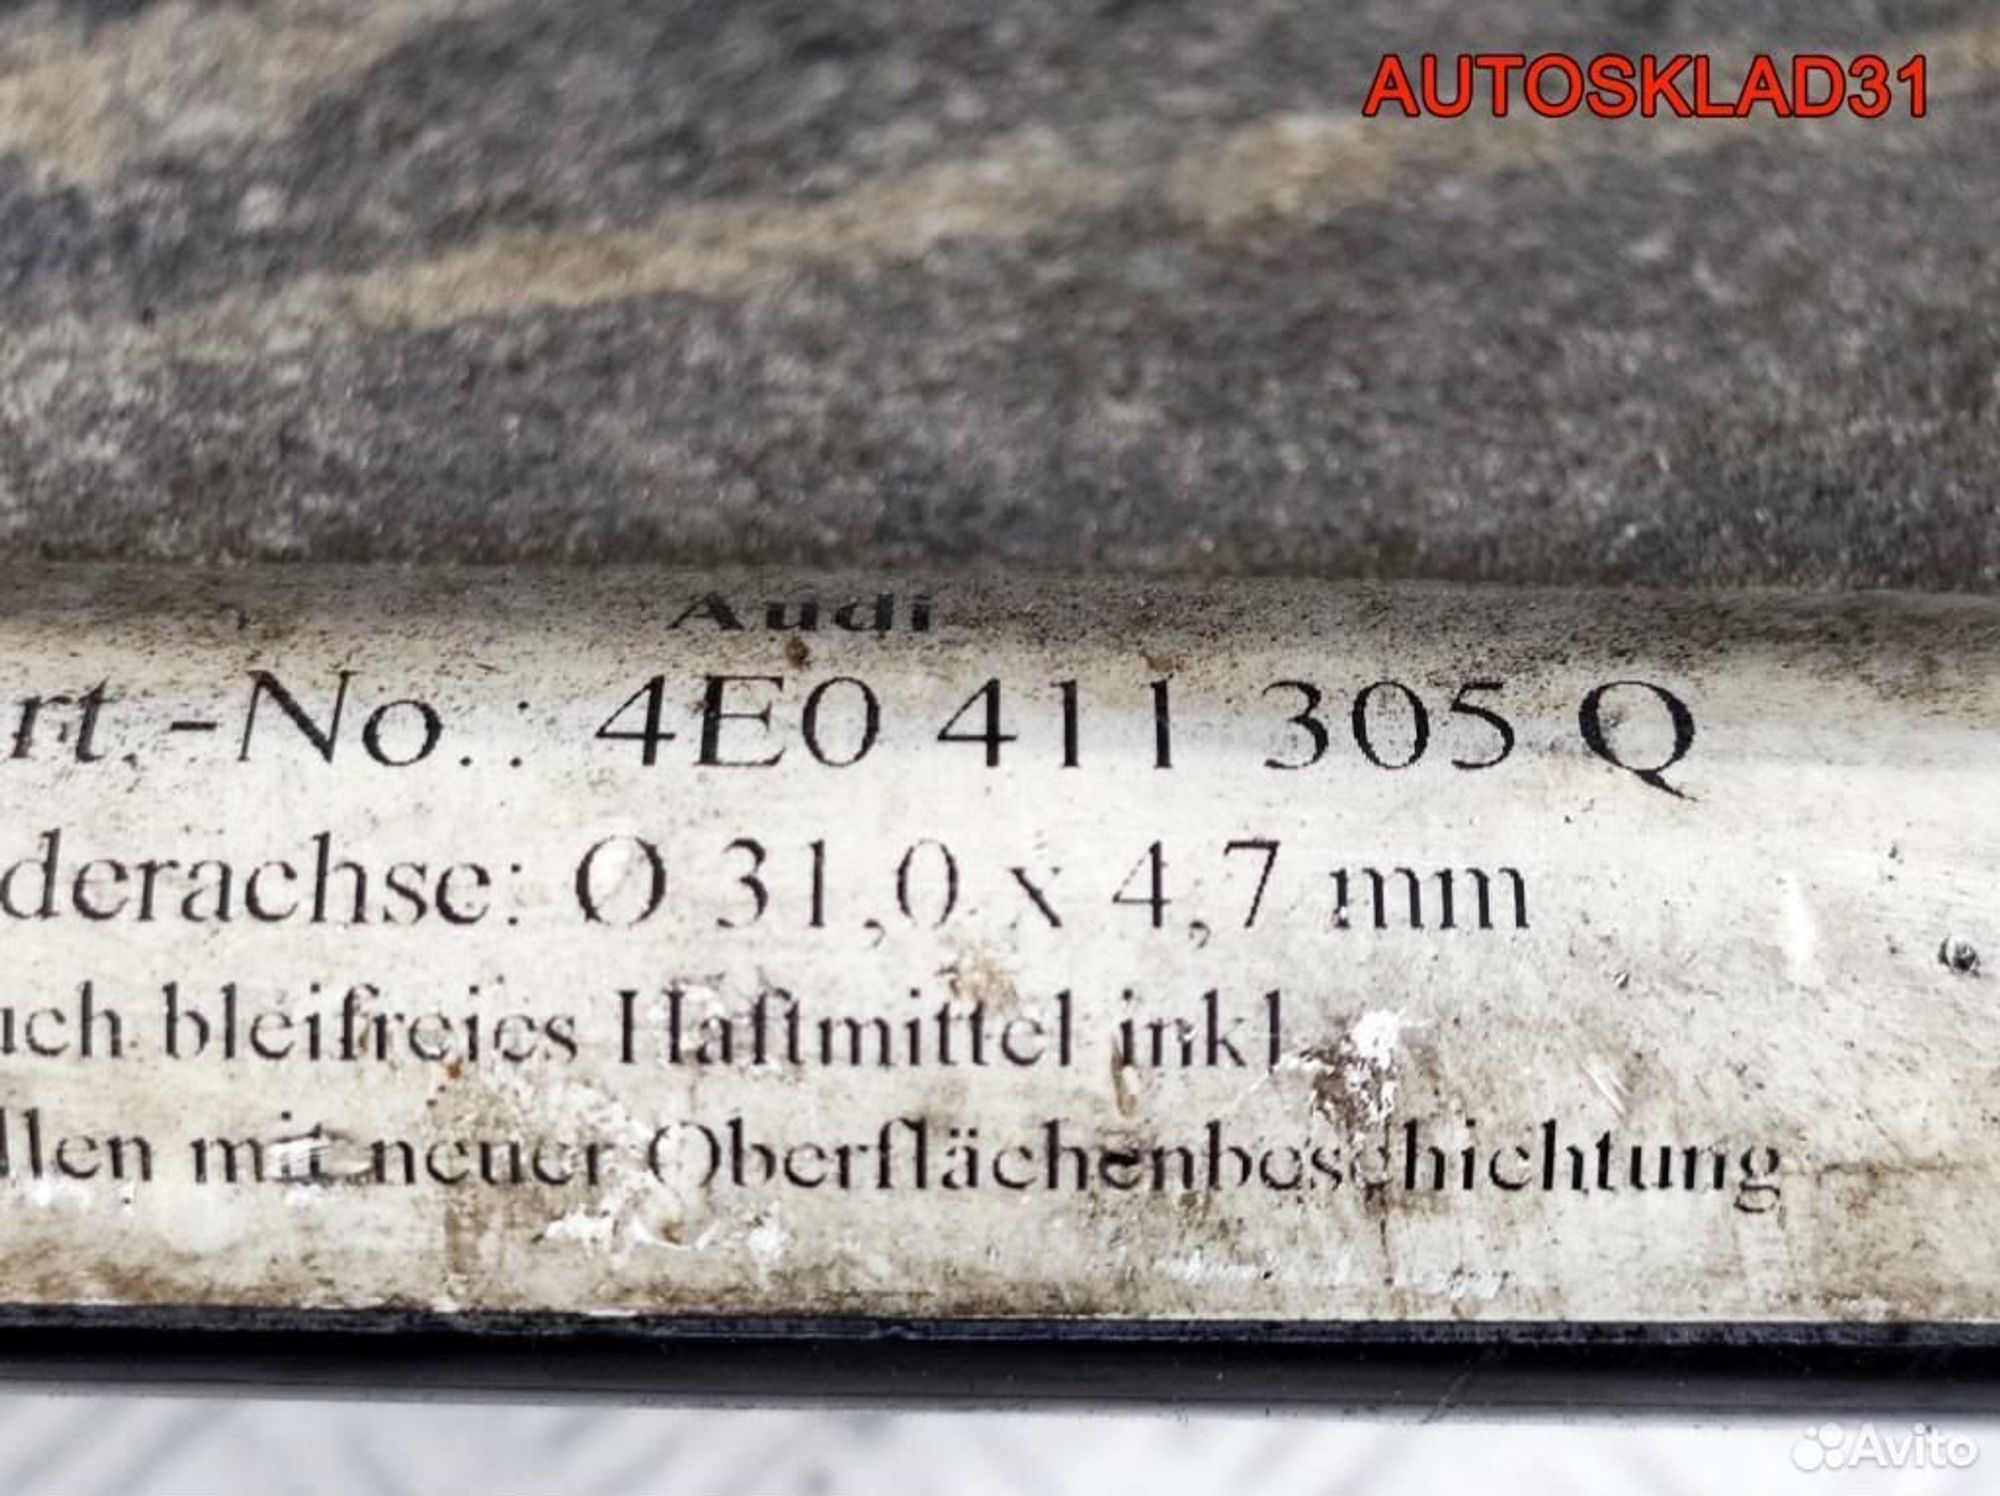 AUTOSKLAD31
Audi
rt.-No.: 4E0 411 305 Q
derachse: Ø 31,0 x 4,7 mm
uch bleifreies Haftmittel inkl
llen mit neuer Oberflächenbeschichtung
Avito